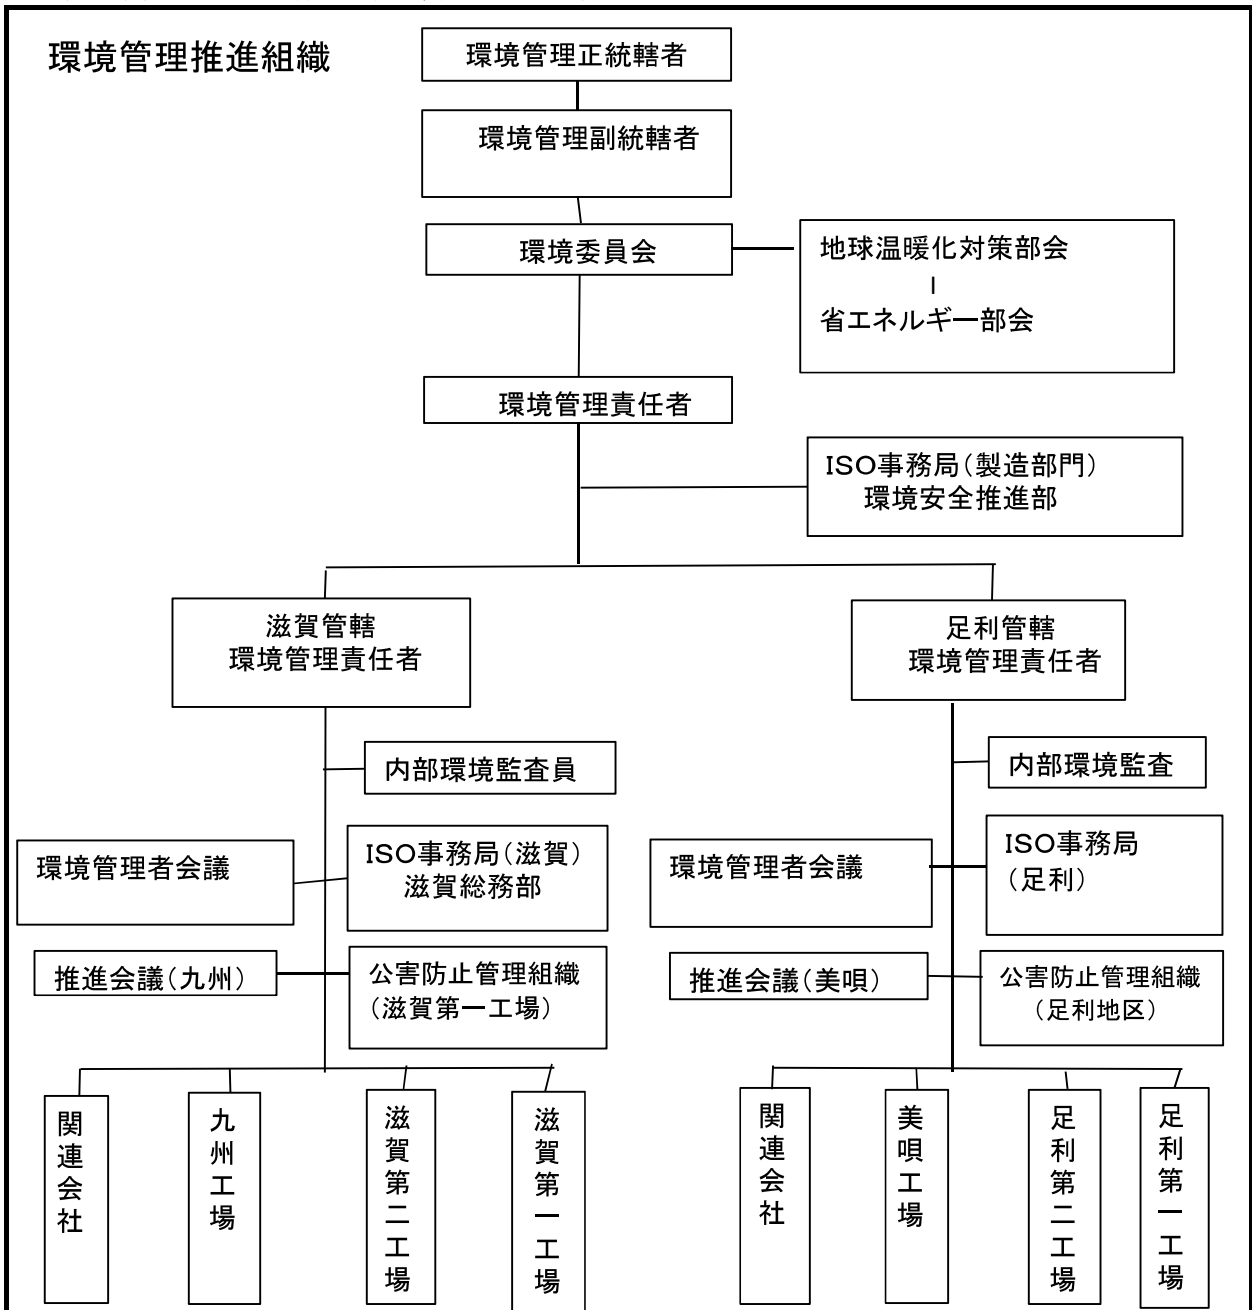 環境管理推進組織
環境管理正統轄者
環境管理副統轄者
環境委員会
地球温暖化対策部会
省エネルギー部会
環境管理責任者
ISO事務局(製造部門)
環境安全推進部
滋賀管轄
環境管理責任者
足利管轄
環境管理責任者
内部環境監査員
内部環境監査
環境管理者会議
ISO事務局(滋賀)
滋賀総務部
環境管理者会議
ISO事務局
(足利)
推進会議(九州)
公害防止管理組織
(滋賀第一工場)
推進会議(美唄)
公害防止管理組織
(足利地区)
関連会社
九州工場
滋賀第二工場
滋賀第一工場
関連会社
美唄工場
足利第二工場
足利第一工場